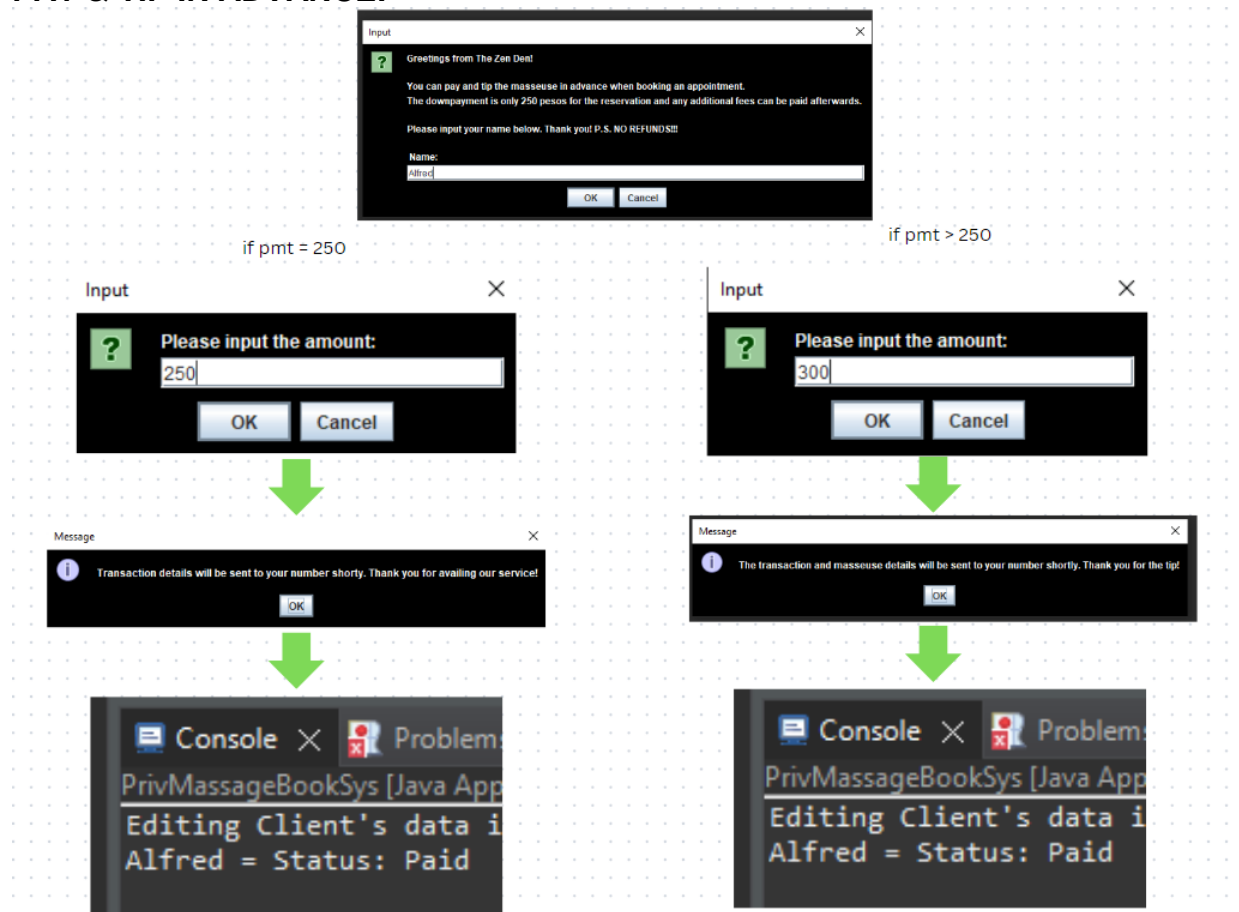 PAY & TIP IN ADVANCE!
Input
Greetings from The Zen Den!
You can pay and tip the masseuse in advance when booking an appointment.
The downpayment is only 250 pesos for the reservation and any additional fees can be paid afterwards.
Please input your name below. Thank you! P.S. NO REFUNDS!!!
Name:
Alfred
OK Cancel
if pmt = 250
if pmt > 250
Input
Please input the amount:
250
OK Cancel
Input
Please input the amount:
300
OK Cancel
Message
Transaction details will be sent to your number shorty. Thank you for availing our service!
OK
Message
The transaction and masseuse details will be sent to your number shortly. Thank you for the tip!
OK
Console Problems
PrivMassageBookSys [Java App
Editing Client's data i
Alfred = Status: Paid
Console Problem
PrivMassageBookSys [Java App
Editing Client's data i
Alfred = Status: Paid